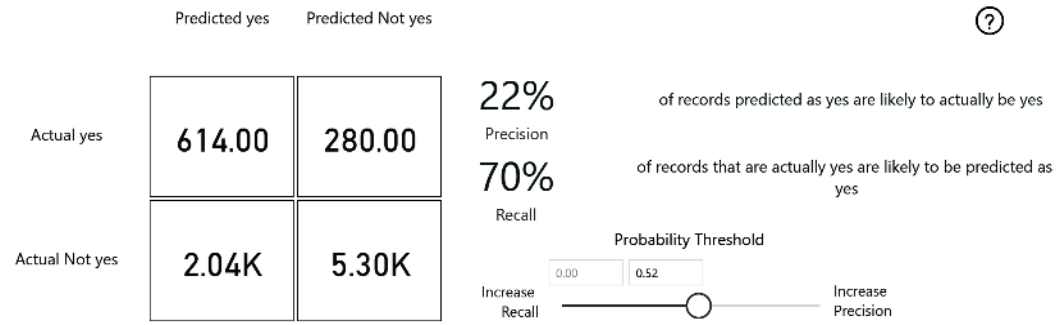 Predicted yes Predicted Not yes
?
22% of records predicted as yes are likely to actually be yes
Actual yes 614.00 280.00
Precision
70% of records that are actually yes are likely to be predicted as
yes
Recall
Probability Threshold
Actual Not yes 2.04K 5.30K
0.00 0.52
Increase
Recall
Increase
Precision